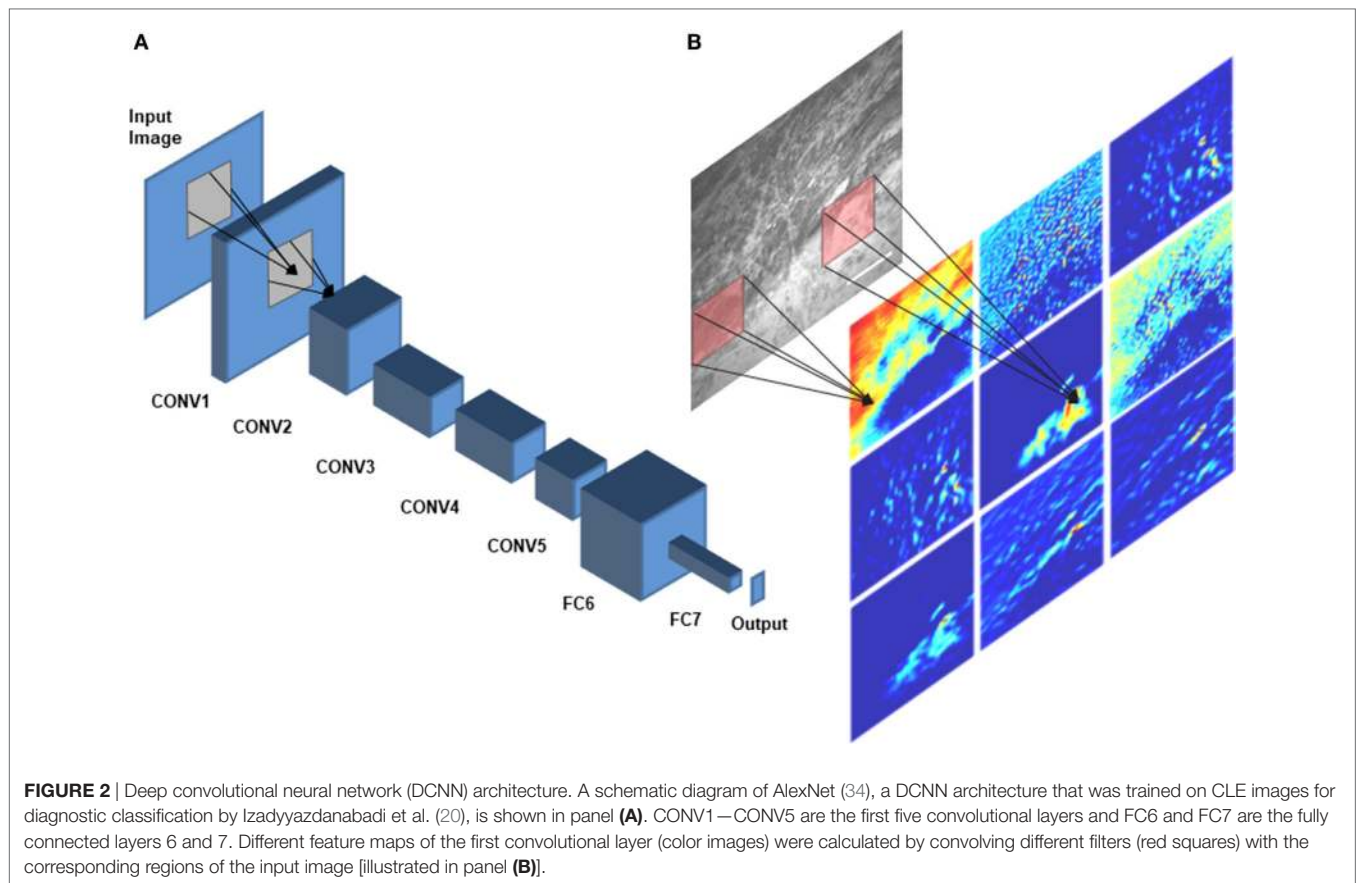 A
B
Input
Image
CONV1
CONV2
CONV3
CONV4
CONV5
FC6
FC7
Output
FIGURE 2 | Deep convolutional neural network (DCNN) architecture. A schematic diagram of AlexNet (34), a DCNN architecture that was trained on CLE images for
diagnostic classification by Izadyyazdanabadi et al. (20), is shown in panel (A). CONV1—CONV5 are the first five convolutional layers and FC6 and FC7 are the fully
connected layers 6 and 7. Different feature maps of the first convolutional layer (color images) were calculated by convolving different filters (red squares) with the
corresponding regions of the input image [illustrated in panel (B)].